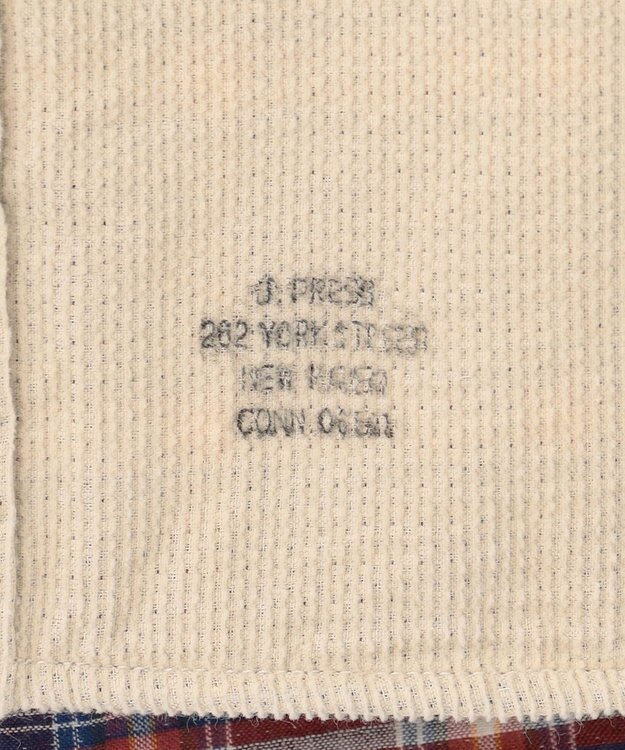 J. PRESS
262 YORK STREET
NEW HAVEN
CONN. 06511